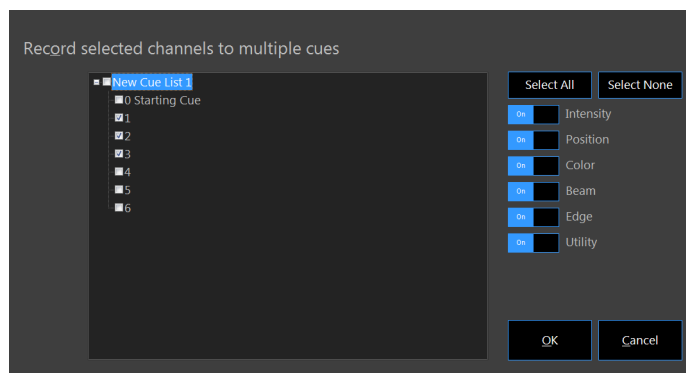 Record selected channels to multiple cues
New Cue List 1
0 Starting Cue
1
2
3
4
5
6
Select All
Select None
On Intensity
On Position
On Color
On Beam
On Edge
On Utility
OK
Cancel